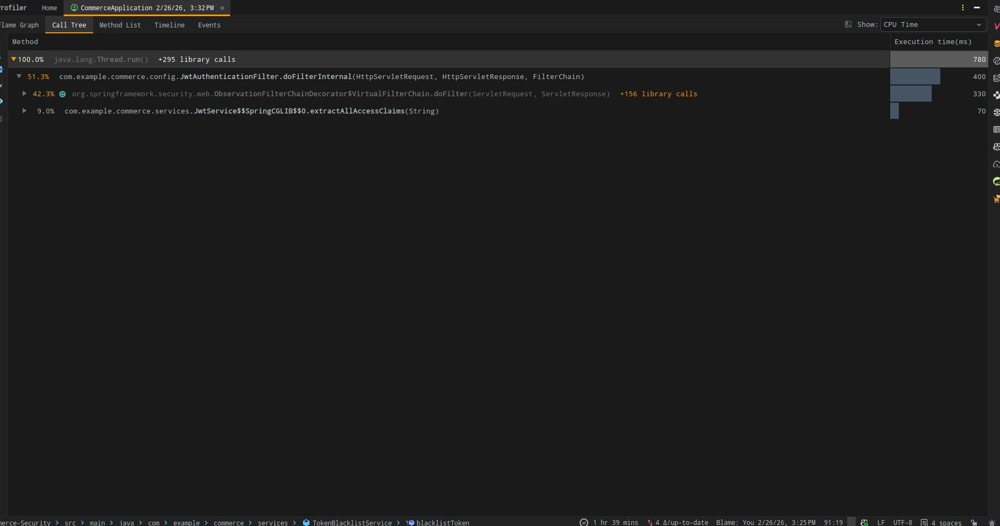 rofiler Home CommerceApplication 2/26/26, 3:32 PM ×
lame Graph Call Tree Method List Timeline Events Show: CPU Time
Method Execution time(ms)
100.0% java.lang.Thread.run() +295 library calls 780
51.3% com.example.commerce.config.JwtAuthenticationFilter.doFilterInternal(HttpServletRequest, HttpServletResponse, FilterChain) 400
42.3% org.springframework.security.web.ObservationFilterChainDecorator$VirtualFilterChain.doFilter(ServletRequest, ServletResponse) +156 library calls 330
9.0% com.example.commerce.services.JwtService$$SpringCGLIB$$0.extractAllAccessClaims(String) 70
merce-Security > src > main > java > com > example > commerce > services > TokenBlacklistService > blacklistToken 1 hr 39 mins 4 Δ/up-to-date Blame: You 2/26/26, 3:25 PM 91:19 LF UTF-8 4 spaces